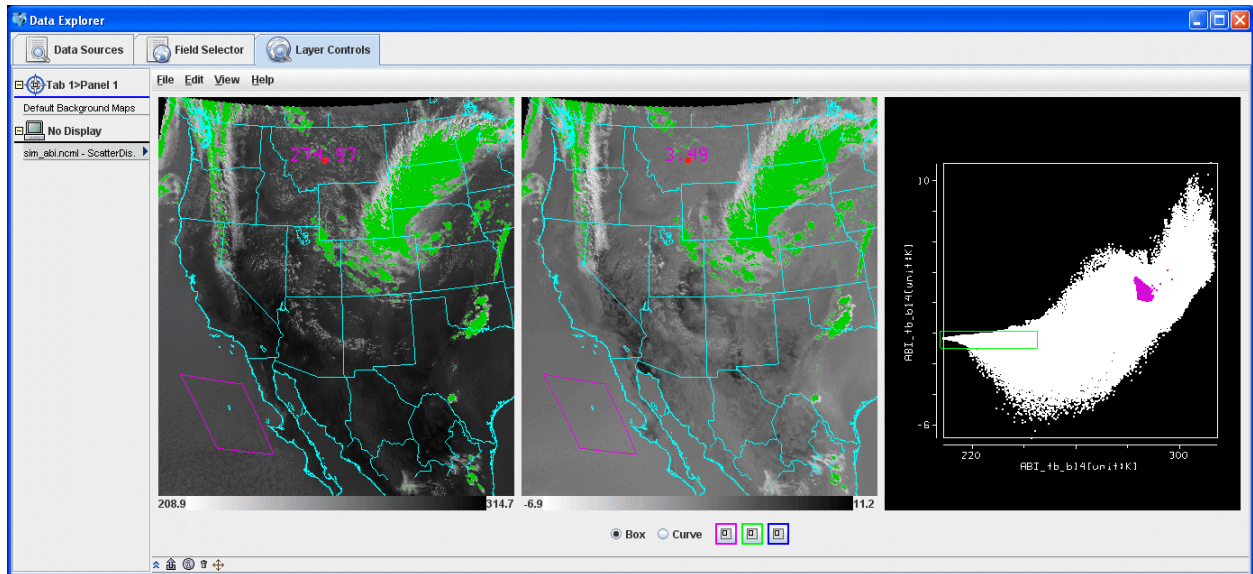 Data Explorer
Data Sources
Field Selector
Layer Controls
Tab 1>Panel 1
Default Background Maps
No Display
sim_abi.ncml - ScatterDis.
File Edit View Help
274.97
3.49
208.9
314.7
-6.9
11.2
10
-6
ABI_tb_b14[unit:K]
220
300
ABI_tb_b14[unit:K]
Box
Curve